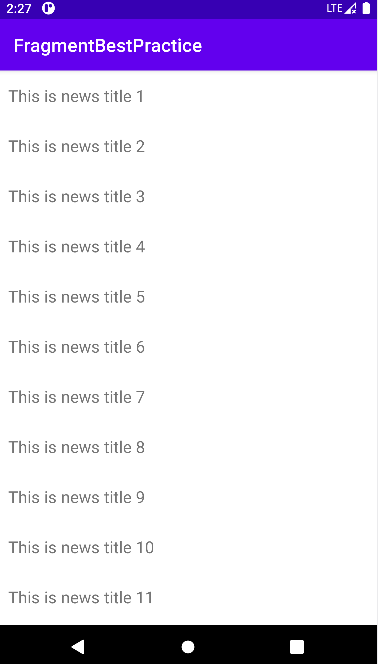 2:27 LTE
FragmentBestPractice
This is news title 1
This is news title 2
This is news title 3
This is news title 4
This is news title 5
This is news title 6
This is news title 7
This is news title 8
This is news title 9
This is news title 10
This is news title 11